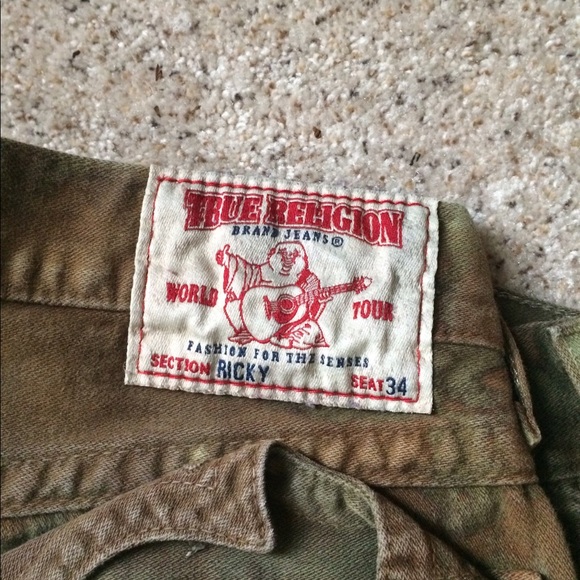 TRUE RELIGION
BRAND JEANS®
WORLD TOUR
FASHION FOR THE SENSES
SECTION RICKY SEAT 34